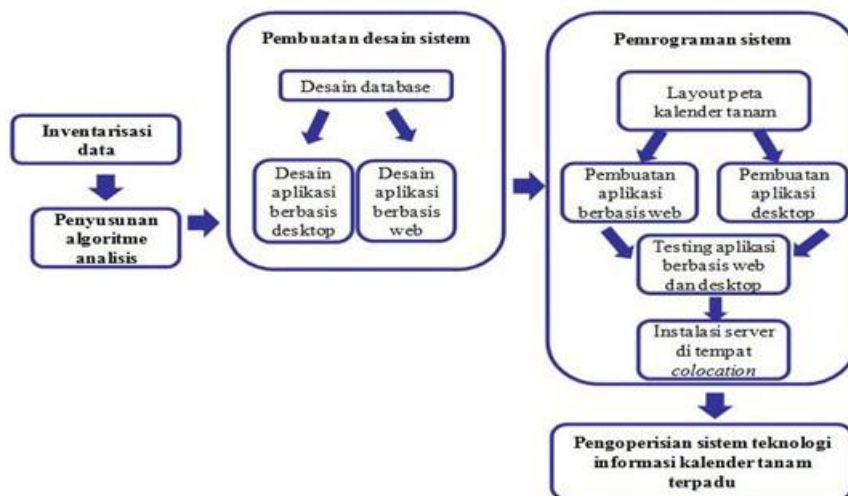 Inventarisasi
data
Penyusunan
algoritme
analisis
Pembuatan desain sistem
Desain database
Desain
aplikasi
berbasis
desktop
Desain
aplikasi
berbasis
web
Pemrograman sistem
Layout peta
kalender tanam
Pembuatan
aplikasi
berbasis web
Pembuatan
aplikasi
desktop
Testing aplikasi
berbasis web
dan desktop
Instalasi server
di tempat
colocation
Pengoperisian sistem teknologi
informasi kalender tanam
terpadu